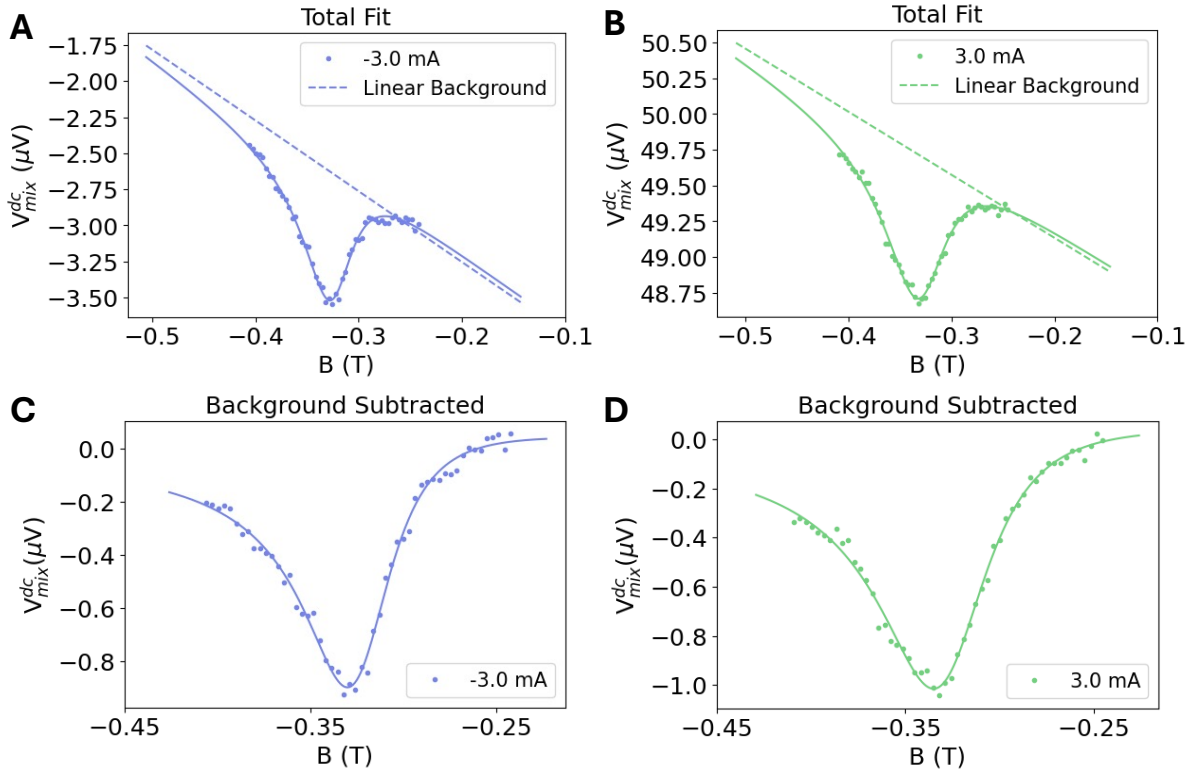 A
Total Fit
-3.0 mA
Linear Background
−1.75
−2.00
−2.25
−2.50
−2.75
−3.00
−3.25
−3.50
V_{mix}^{dc} (μV)
−0.5 −0.4 −0.3 −0.2 −0.1
B (T)
B
Total Fit
3.0 mA
Linear Background
50.50
50.25
50.00
49.75
49.50
49.25
49.00
48.75
V_{mix}^{dc} (μV)
−0.5 −0.4 −0.3 −0.2 −0.1
B (T)
C
Background Subtracted
0.0
−0.2
−0.4
−0.6
−0.8
V_{mix}^{dc}(μV)
-3.0 mA
−0.45 −0.35 −0.25
B (T)
D
Background Subtracted
0.0
−0.2
−0.4
−0.6
−0.8
−1.0
V_{mix}^{dc}(μV)
3.0 mA
−0.45 −0.35 −0.25
B (T)